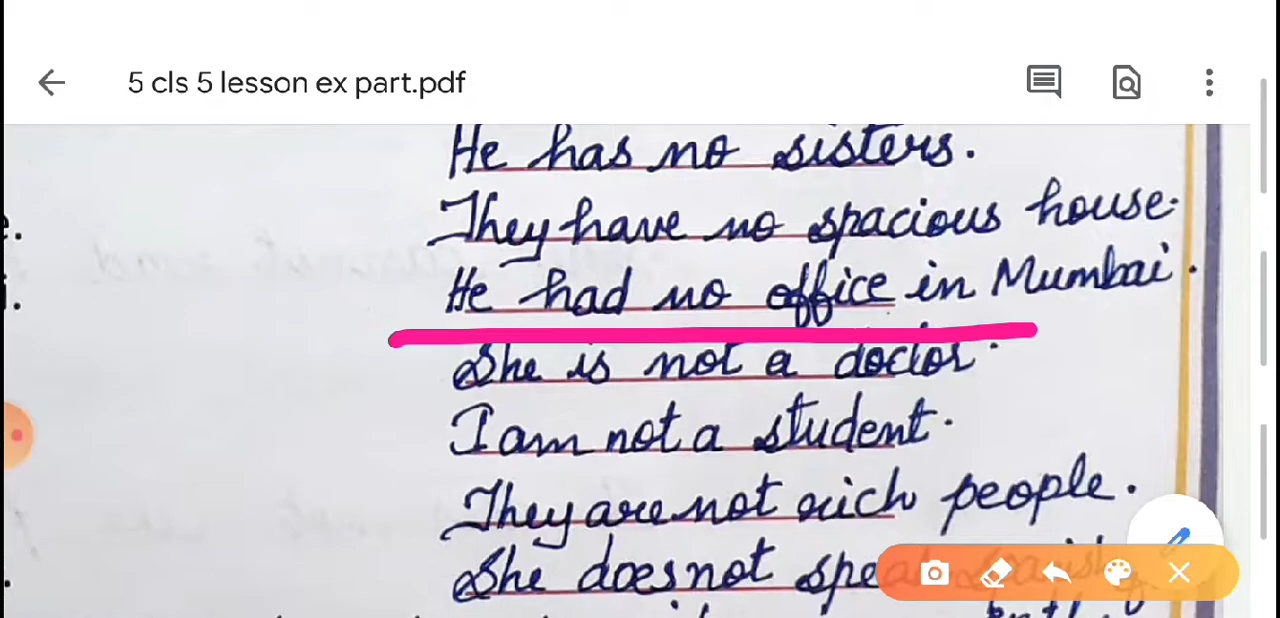 5 cls 5 lesson ex part.pdf
He has no sisters.
They have no spacious house.
He had no office in Mumbai.
She is not a doctor.
I am not a student.
They are not rich people.
She does not speak